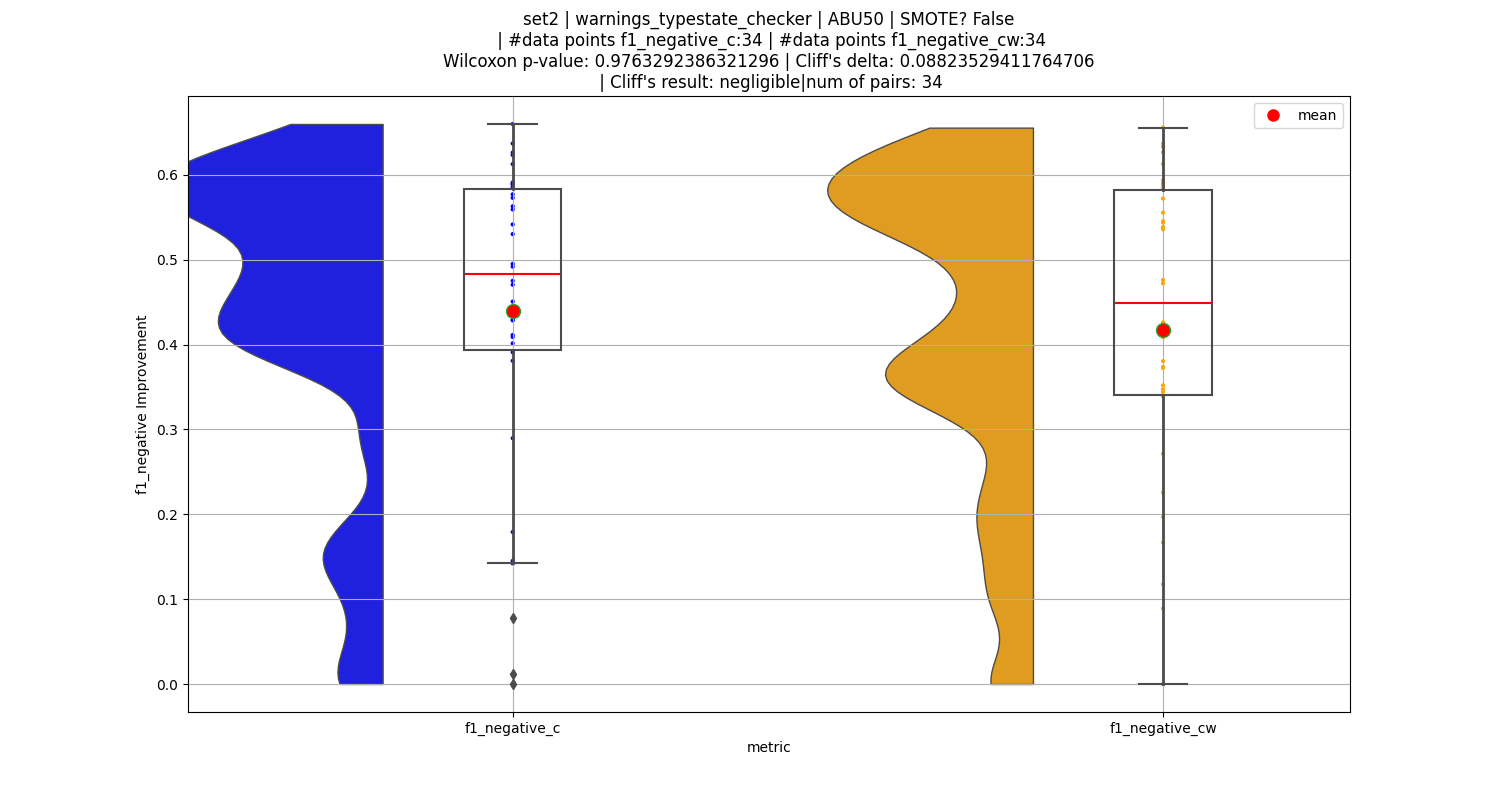 set2 | warnings_typestate_checker | ABU50 | SMOTE? False
| #data points f1_negative_c:34 | #data points f1_negative_cw:34
Wilcoxon p-value: 0.9763292386321296 | Cliff's delta: 0.08823529411764706
| Cliff's result: negligible|num of pairs: 34
mean
f1_negative Improvement
0.6
0.5
0.4
0.3
0.2
0.1
0.0
f1_negative_c
f1_negative_cw
metric